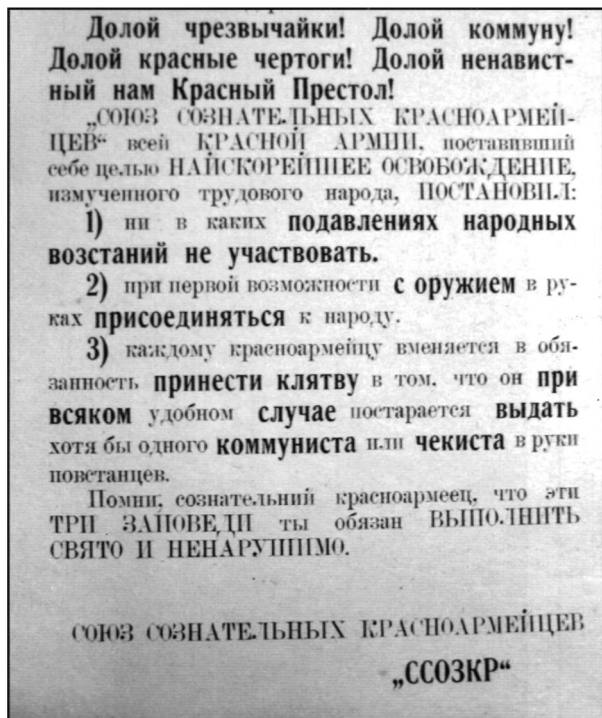 Долой чрезвычайки! Долой коммуну!
Долой красные чертоги! Долой ненавист-
ный нам Красный Престол!
„СОЮЗ СОЗНАТЕЛЬНЫХ КРАСНОАРМЕЙ-
ЦЕВ“ всей КРАСНОЙ АРМИИ, поставивший
себе целью НАИСКОРЕЙШЕЕ ОСВОБОЖДЕНИЕ,
измученного трудового народа, ПОСТАНОВИЛ:
1) ни в каких подавлениях народных
возстаний не участвовать.
2) при первой возможности с оружием в ру-
ках присоединяться к народу.
3) каждому красноармейцу вменяется в обя-
занность принести клятву в том, что он при
всяком удобном случае постарается выдать
хотя бы одного коммуниста или чекиста в руки
повстанцев.
Помни, сознательний красноармеец, что эти
ТРИ ЗАПОВЕДИ ты обязан ВЫПОЛНИТЬ
СВЯТО И НЕНАРУШИМО.
СОЮЗ СОЗНАТЕЛЬНЫХ КРАСНОАРМЕЙЦЕВ
„ССОЗКР“